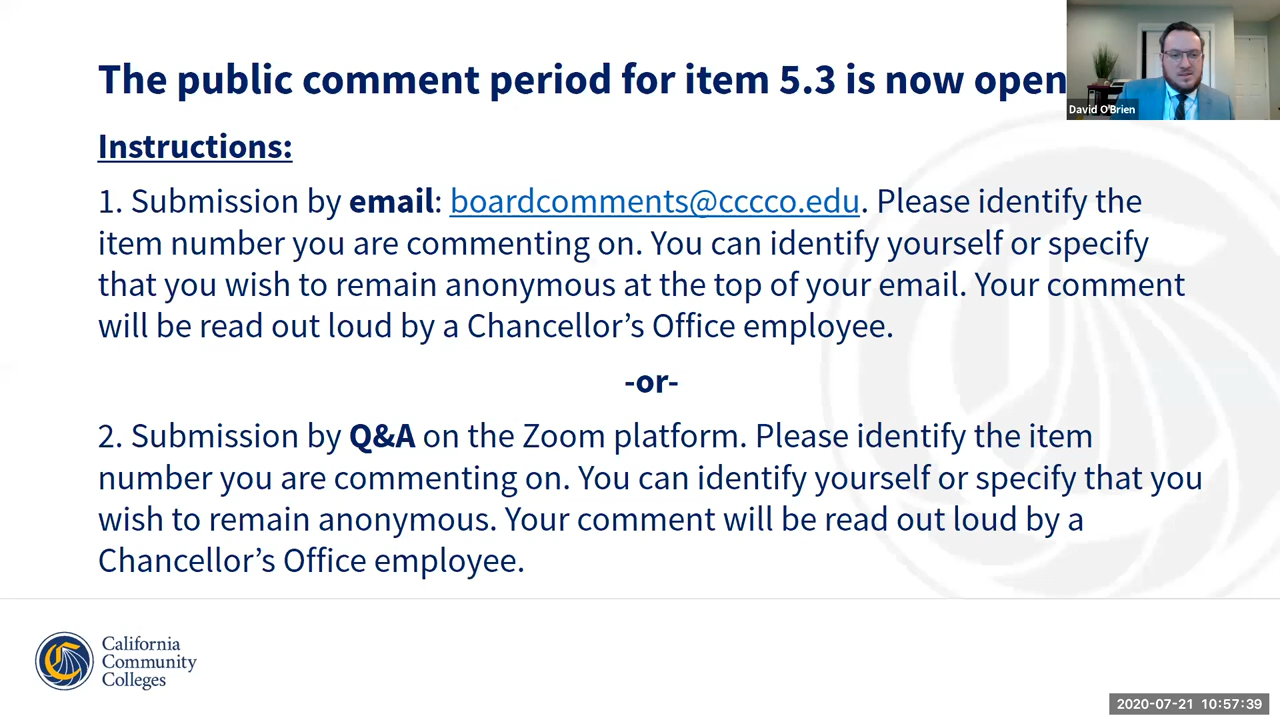 The public comment period for item 5.3 is now open
David O'Brien
Instructions:
1. Submission by email: boardcomments@cccco.edu. Please identify the
item number you are commenting on. You can identify yourself or specify
that you wish to remain anonymous at the top of your email. Your comment
will be read out loud by a Chancellor’s Office employee.
-or-
2. Submission by Q&A on the Zoom platform. Please identify the item
number you are commenting on. You can identify yourself or specify that you
wish to remain anonymous. Your comment will be read out loud by a
Chancellor’s Office employee.
California
Community
Colleges
2020-07-21 10:57:39